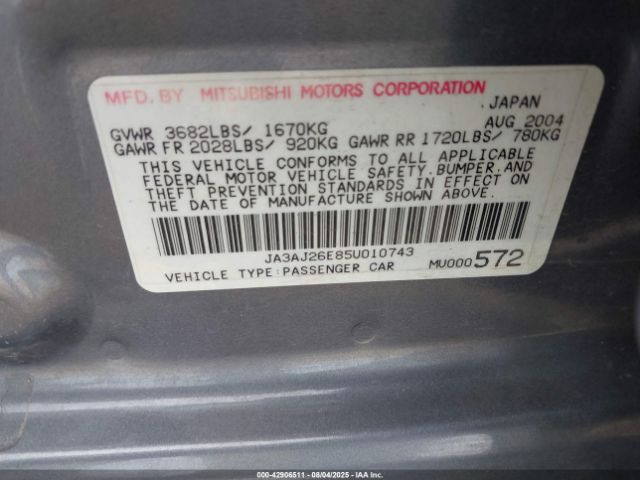 MFD. BY MITSUBISHI MOTORS CORPORATION
JAPAN
GVWR 3682LBS/ 1670KG AUG 2004
GAWR FR 2028LBS/ 920KG GAWR RR 1720LBS/ 780KG
THIS VEHICLE CONFORMS TO ALL APPLICABLE
FEDERAL MOTOR VEHICLE SAFETY, BUMPER, AND
THEFT PREVENTION STANDARDS IN EFFECT ON
THE DATE OF MANUFACTURE SHOWN ABOVE.
JA3AJ26E85U010743
VEHICLE TYPE:PASSENGER CAR MU000572
000-42906511 - 08/04/2025 - IAA Inc.